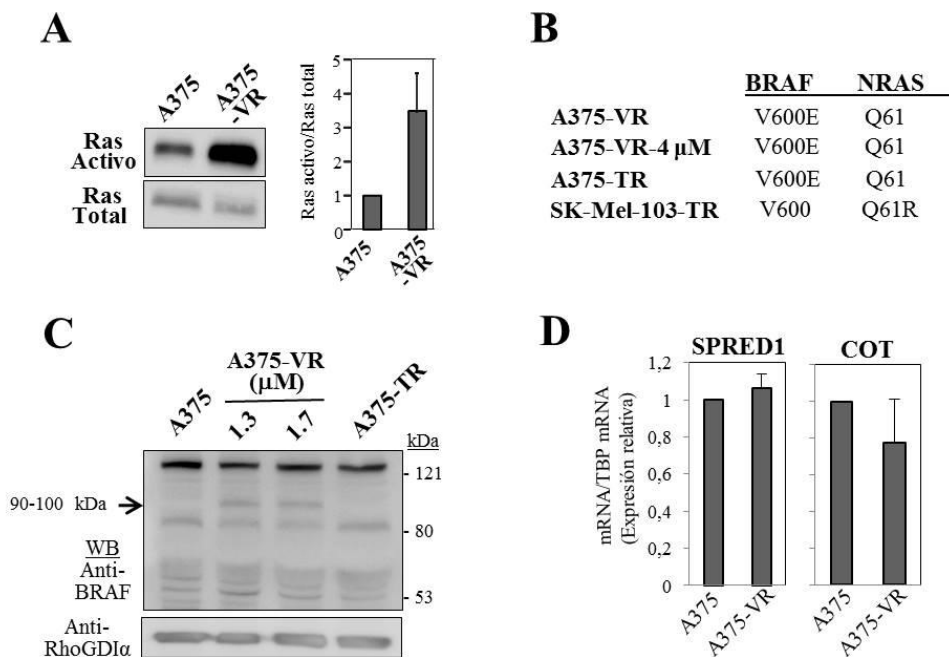 A
A375
A375
-VR
Ras
Activo
Ras
Total
Ras activo/Ras total
5
4
3
2
1
0
A375
A375
-VR
B
BRAF NRAS
A375-VR V600E Q61
A375-VR-4 µM V600E Q61
A375-TR V600E Q61
SK-Mel-103-TR V600 Q61R
C
A375-VR
(µM)
A375
1.3
1.7
A375-TR
kDa
- 121
90-100 kDa
- 80
WB
Anti-
BRAF
- 53
Anti-
RhoGDIα
D
SPRED1
COT
mRNA/TBP mRNA
(Expresión relativa)
1,2
1
0,8
0,6
0,4
0,2
0
A375
A375-VR
A375
A375-VR